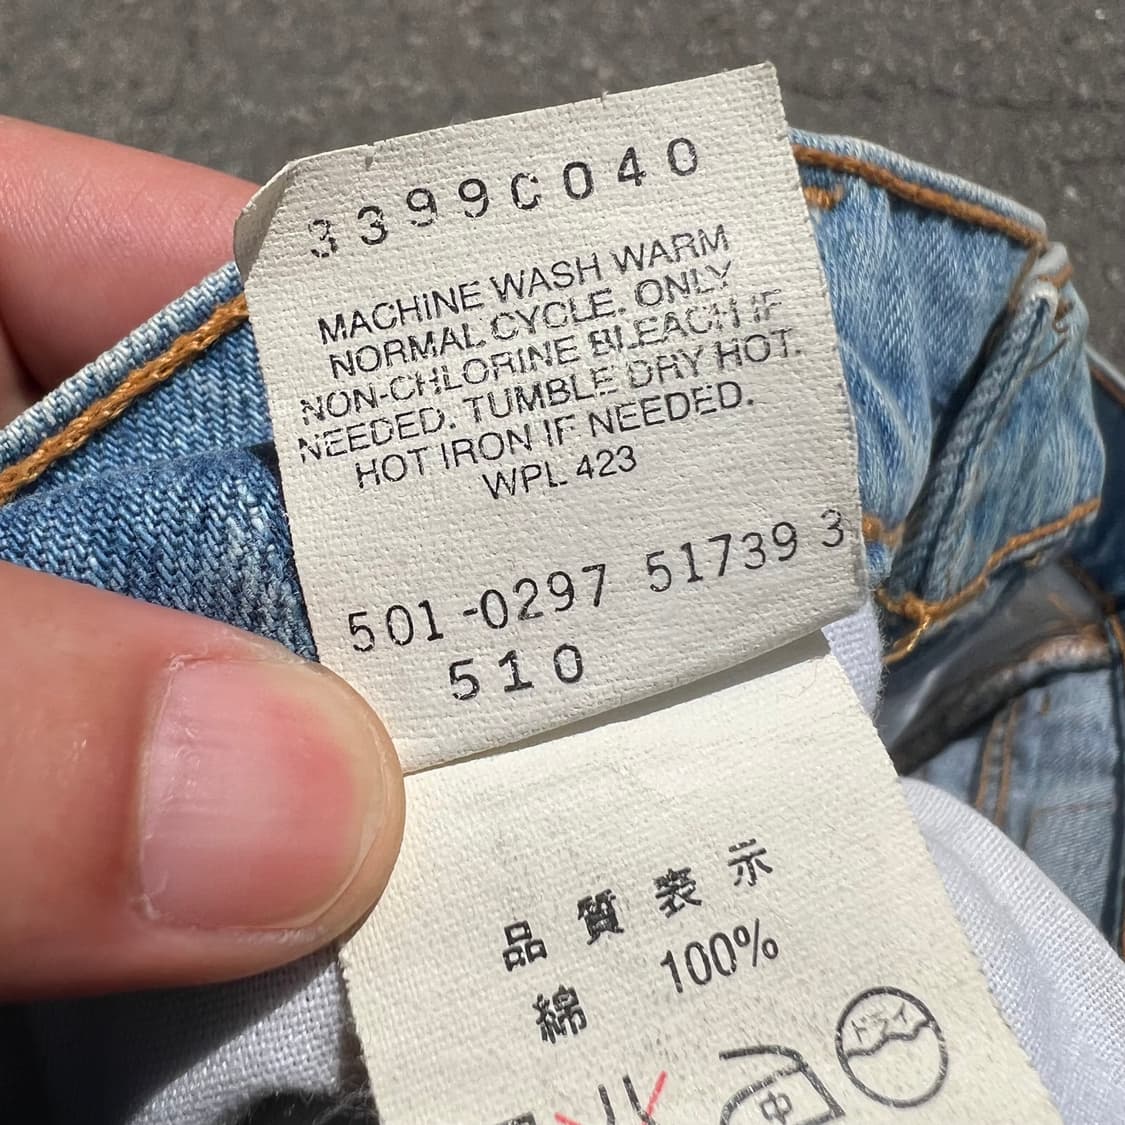 3399C040
MACHINE WASH WARM
NORMAL CYCLE. ONLY
NON-CHLORINE BLEACH IF
NEEDED. TUMBLE DRY HOT.
HOT IRON IF NEEDED.
WPL 423
501-0297 51739 3
510
品質表示
綿 100%
ドライ
中